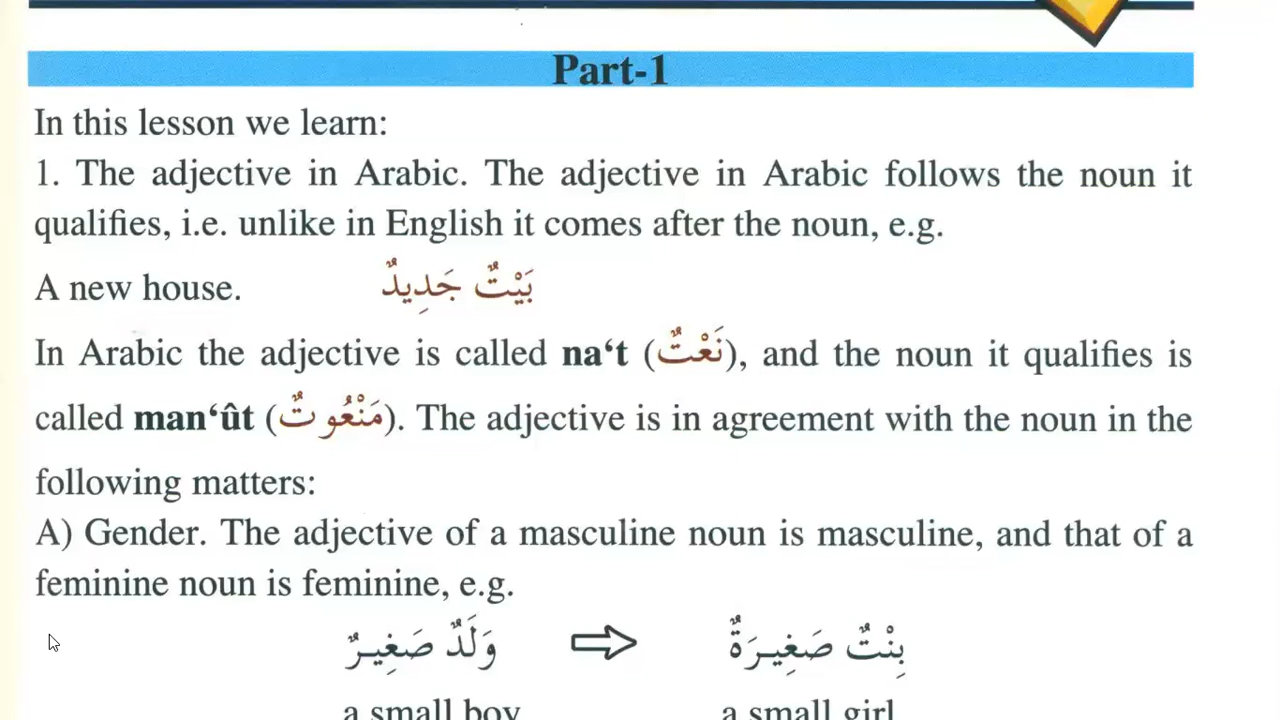 Part-1
In this lesson we learn:
1. The adjective in Arabic. The adjective in Arabic follows the noun it
qualifies, i.e. unlike in English it comes after the noun, e.g.
A new house. بَيْتٌ جَدِيدٌ
In Arabic the adjective is called na‘t (نَعْتٌ), and the noun it qualifies is
called man‘ût (مَنْعُوتٌ). The adjective is in agreement with the noun in the
following matters:
A) Gender. The adjective of a masculine noun is masculine, and that of a
feminine noun is feminine, e.g.
وَلَدٌ صَغِيرٌ ⇨ بِنْتٌ صَغِيرَةٌ
a small boy a small girl